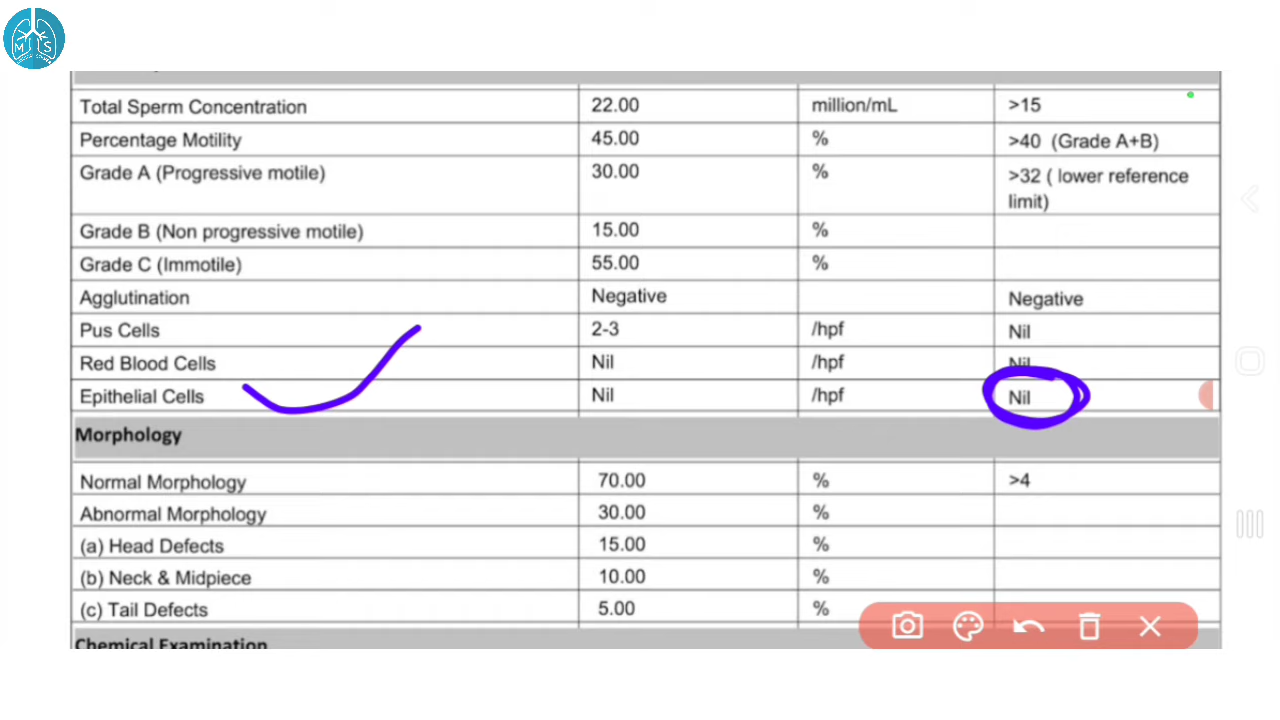 M S
Total Sperm Concentration 22.00 million/mL >15
Percentage Motility 45.00 % >40 (Grade A+B)
Grade A (Progressive motile) 30.00 % >32 ( lower reference
limit)
Grade B (Non progressive motile) 15.00 %
Grade C (Immotile) 55.00 %
Agglutination Negative Negative
Pus Cells 2-3 /hpf Nil
Red Blood Cells Nil /hpf Nil
Epithelial Cells Nil /hpf Nil
Morphology
Normal Morphology 70.00 % >4
Abnormal Morphology 30.00 %
(a) Head Defects 15.00 %
(b) Neck & Midpiece 10.00 %
(c) Tail Defects 5.00 %
Chemical Examination